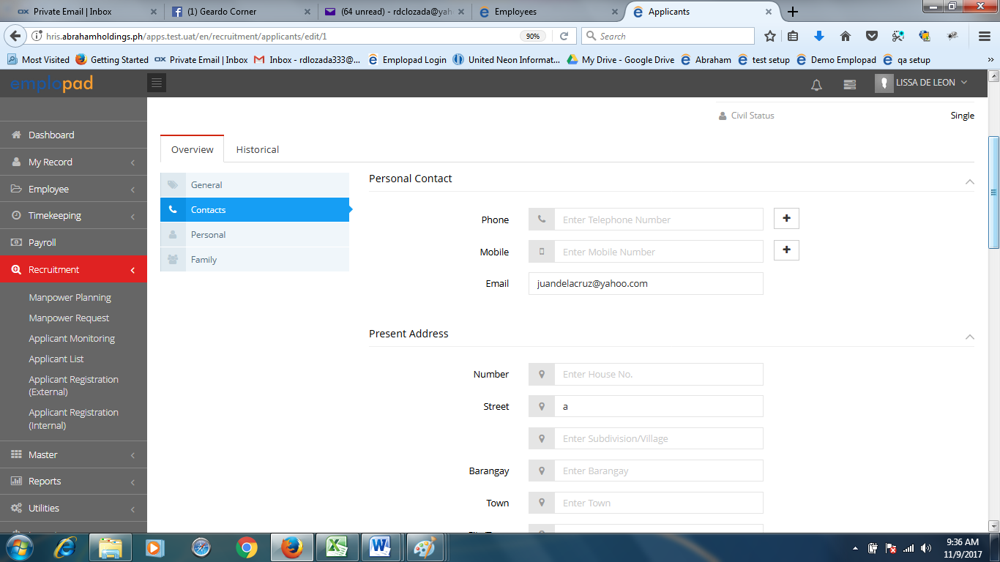 Private Email | Inbox
(1) Geardo Corner
(64 unread) - rdclozada@yah
Employees
Applicants
hris.abrahamholdings.ph/apps.test.uat/en/recruitment/applicants/edit/1
90%
Search
Most Visited
Getting Started
Private Email | Inbox
Inbox - rdlozada333@...
Emplopad Login
United Neon Informat...
My Drive - Google Drive
Abraham
test setup
Demo Emplopad
qa setup
emplopad
LISSA DE LEON
Civil Status
Single
Dashboard
My Record
Employee
Timekeeping
Payroll
Recruitment
Manpower Planning
Manpower Request
Applicant Monitoring
Applicant List
Applicant Registration
(External)
Applicant Registration
(Internal)
Master
Reports
Utilities
Overview
Historical
General
Contacts
Personal
Family
Personal Contact
Phone
Enter Telephone Number
Mobile
Enter Mobile Number
Email
juandelacruz@yahoo.com
Present Address
Number
Enter House No.
Street
a
Enter Subdivision/Village
Barangay
Enter Barangay
Town
Enter Town
9:36 AM
11/9/2017